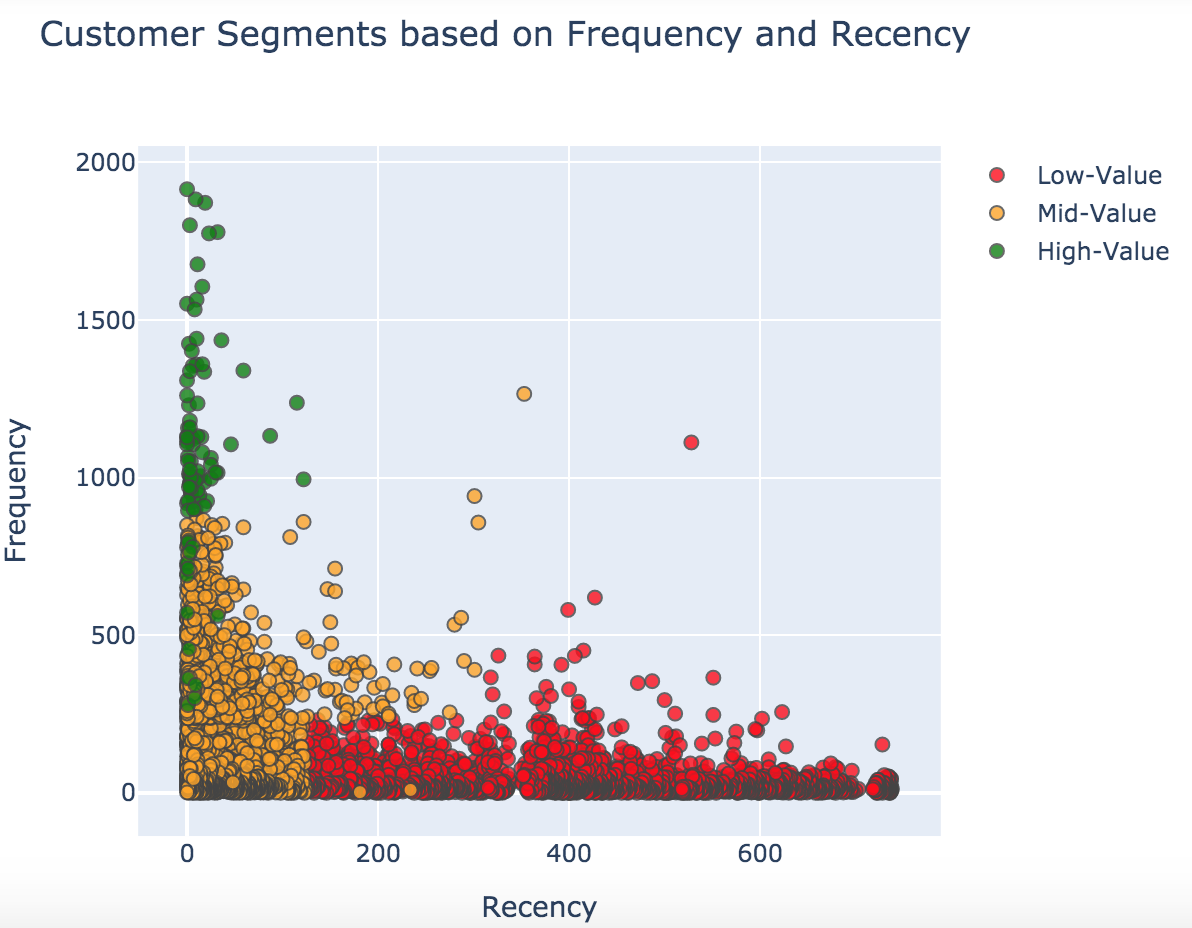 Customer Segments based on Frequency and Recency
2000
1500
1000
500
0
Frequency
0 200 400 600
Recency
Low-Value
Mid-Value
High-Value